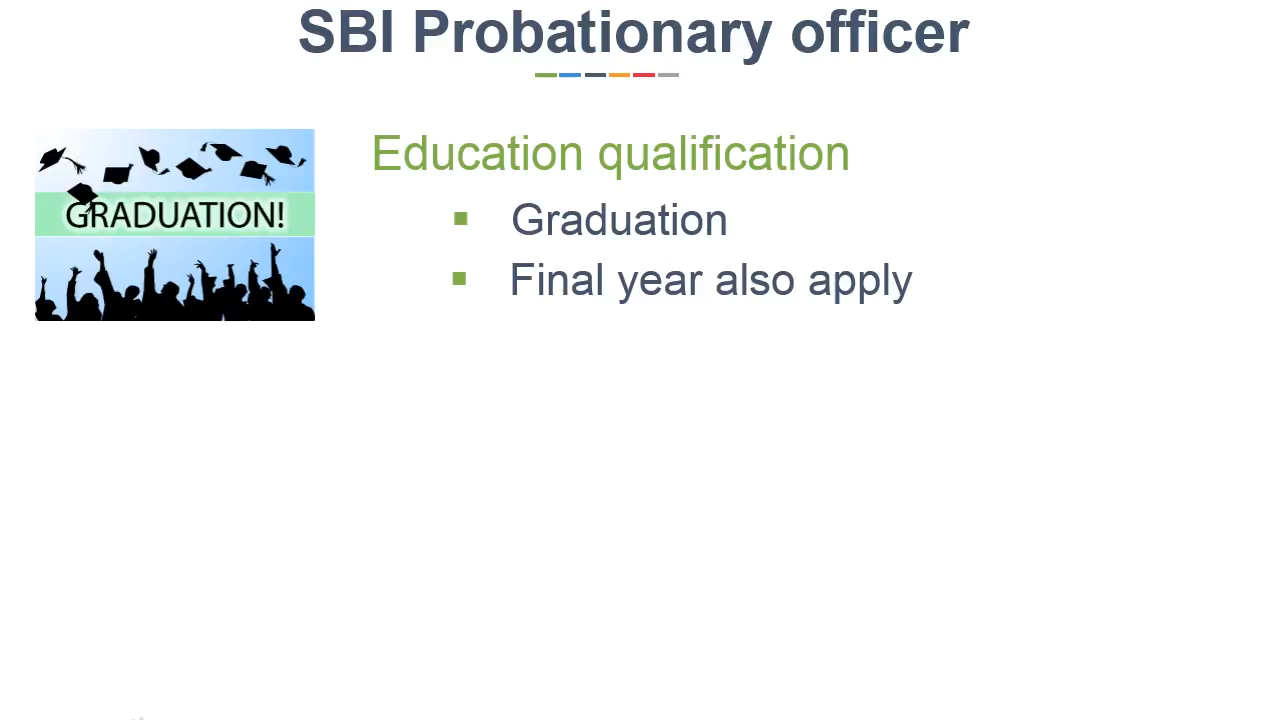 SBI Probationary officer
GRADUATION!
Education qualification
Graduation
Final year also apply